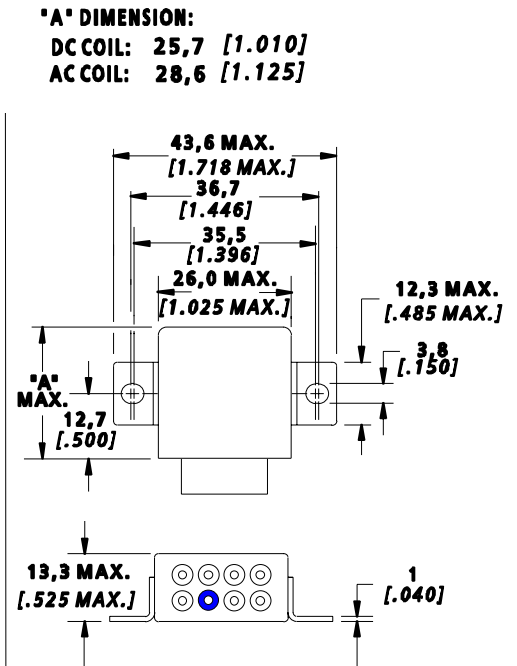 "A" DIMENSION:
DC COIL: 25,7 [1.010]
AC COIL: 28,6 [1.125]
43,6 MAX.
[1.718 MAX.]
36,7
[1.446]
35,5
[1.396]
26,0 MAX.
[1.025 MAX.]
12,3 MAX.
[.485 MAX.]
3,8
[.150]
"A"
MAX.
12,7
[.500]
13,3 MAX.
[.525 MAX.]
1
[.040]